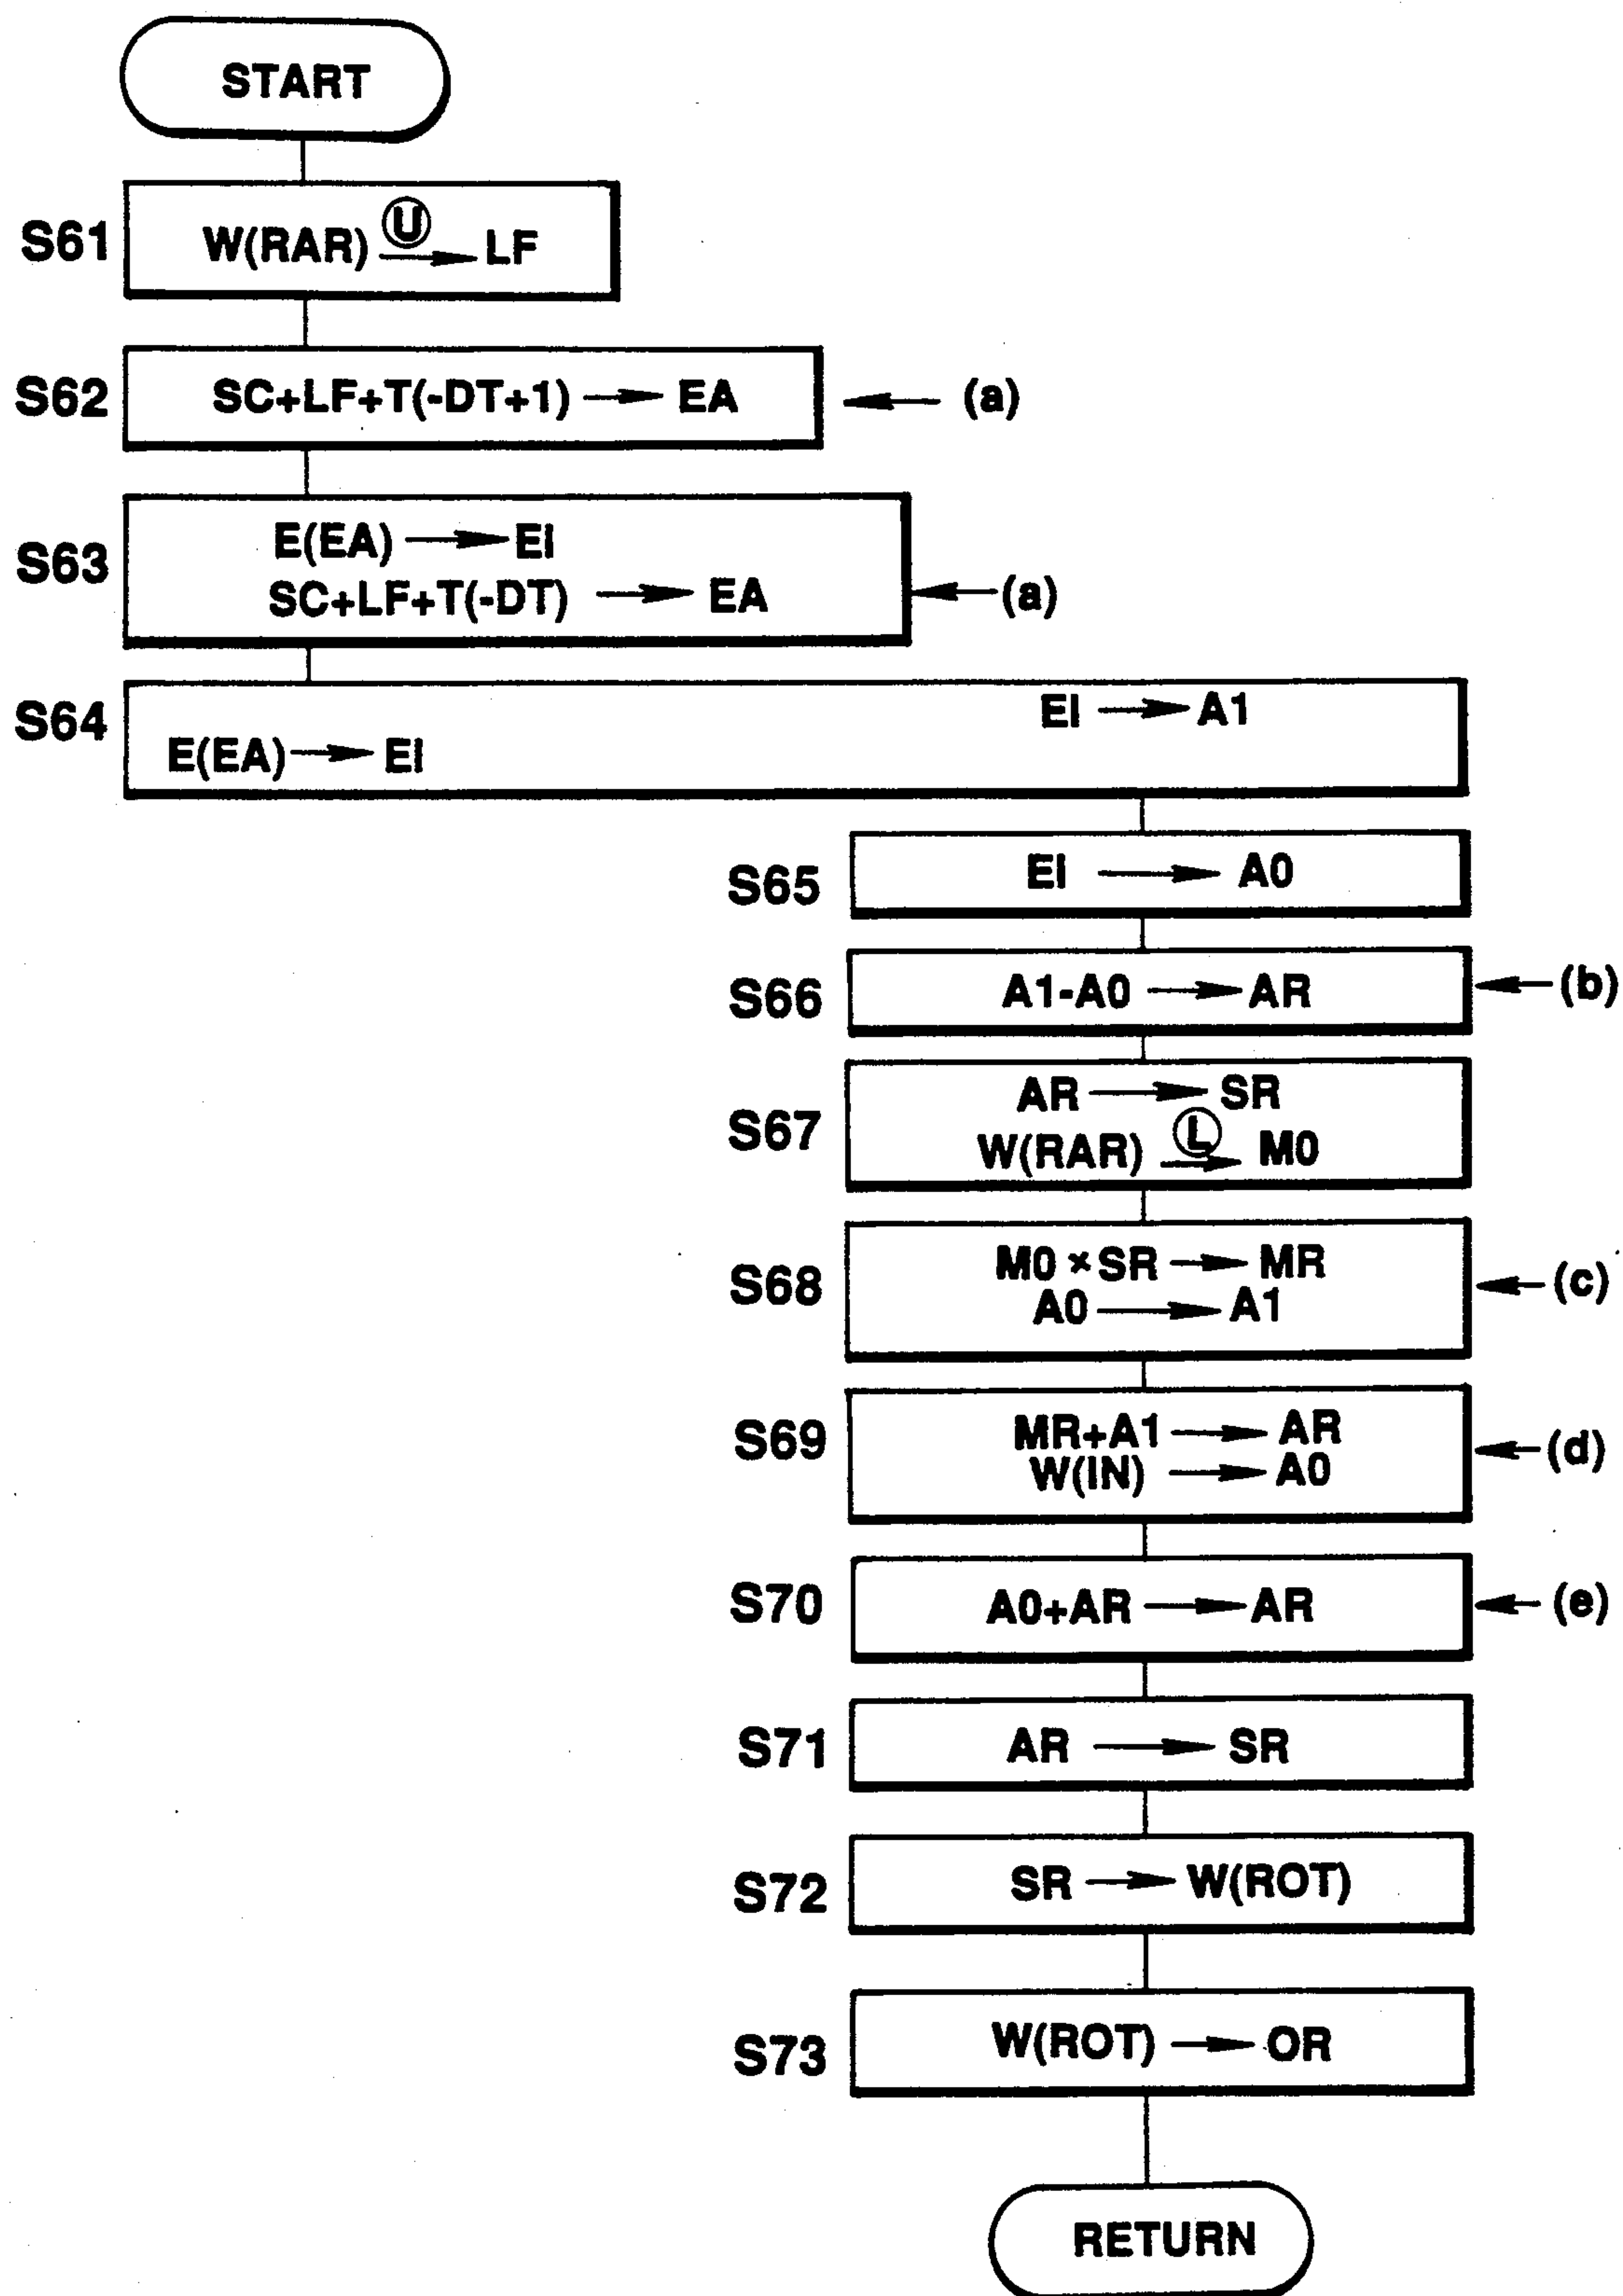 START
S61
W(RAR) Ⓤ→ LF
S62
SC+LF+T(-DT+1) → EA ← (a)
S63
E(EA) → EI
SC+LF+T(-DT) → EA ← (a)
S64
EI → A1
E(EA) → EI
S65
EI → A0
S66
A1-A0 → AR ← (b)
S67
AR → SR
W(RAR) Ⓛ→ M0
S68
M0 × SR → MR
A0 → A1
← (c)
S69
MR+A1 → AR
W(IN) → A0
← (d)
S70
A0+AR → AR ← (e)
S71
AR → SR
S72
SR → W(ROT)
S73
W(ROT) → OR
RETURN